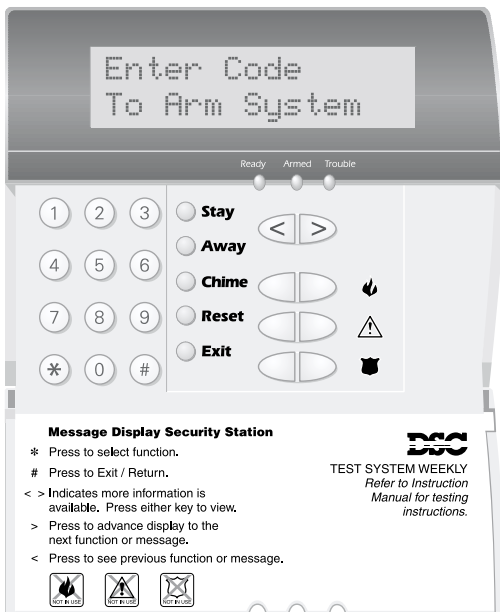 Enter Code
To Arm System
Ready Armed Trouble
1 2 3
Stay
< >
Away
4 5 6
Chime
7 8 9
Reset
Exit
* 0 #
Message Display Security Station
* Press to select function.
# Press to Exit / Return.
< > Indicates more information is
available. Press either key to view.
> Press to advance display to the
next function or message.
< Press to see previous function or message.
NOT IN USE NOT IN USE NOT IN USE
DSC
TEST SYSTEM WEEKLY
Refer to Instruction
Manual for testing
instructions.